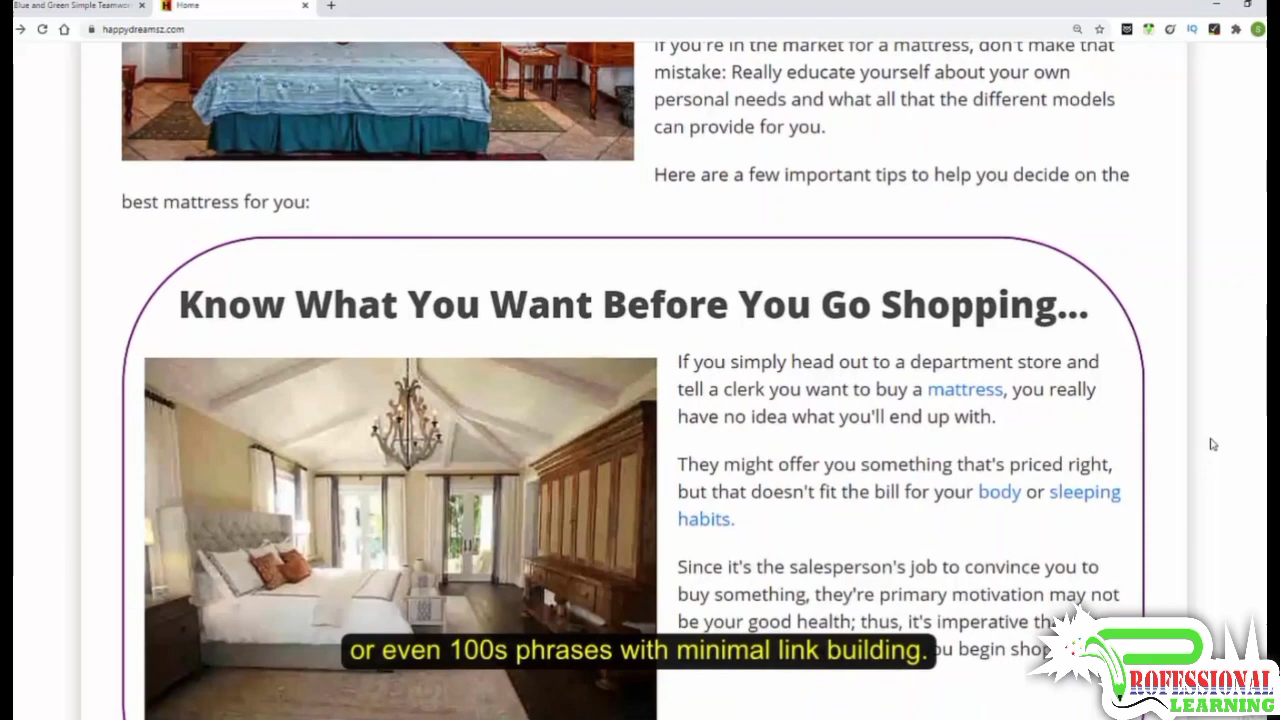 Blue and Green Simple Teamwor
Home
happydreamsz.com
If you're in the market for a mattress, don't make that
mistake: Really educate yourself about your own
personal needs and what all that the different models
can provide for you.
Here are a few important tips to help you decide on the
best mattress for you:
Know What You Want Before You Go Shopping...
If you simply head out to a department store and
tell a clerk you want to buy a mattress, you really
have no idea what you'll end up with.
They might offer you something that's priced right,
but that doesn't fit the bill for your body or sleeping
habits.
Since it's the salesperson's job to convince you to
buy something, they're primary motivation may not
be your good health; thus, it's imperative
or even 100s phrases with minimal link building.
PROFESSIONAL
LEARNING